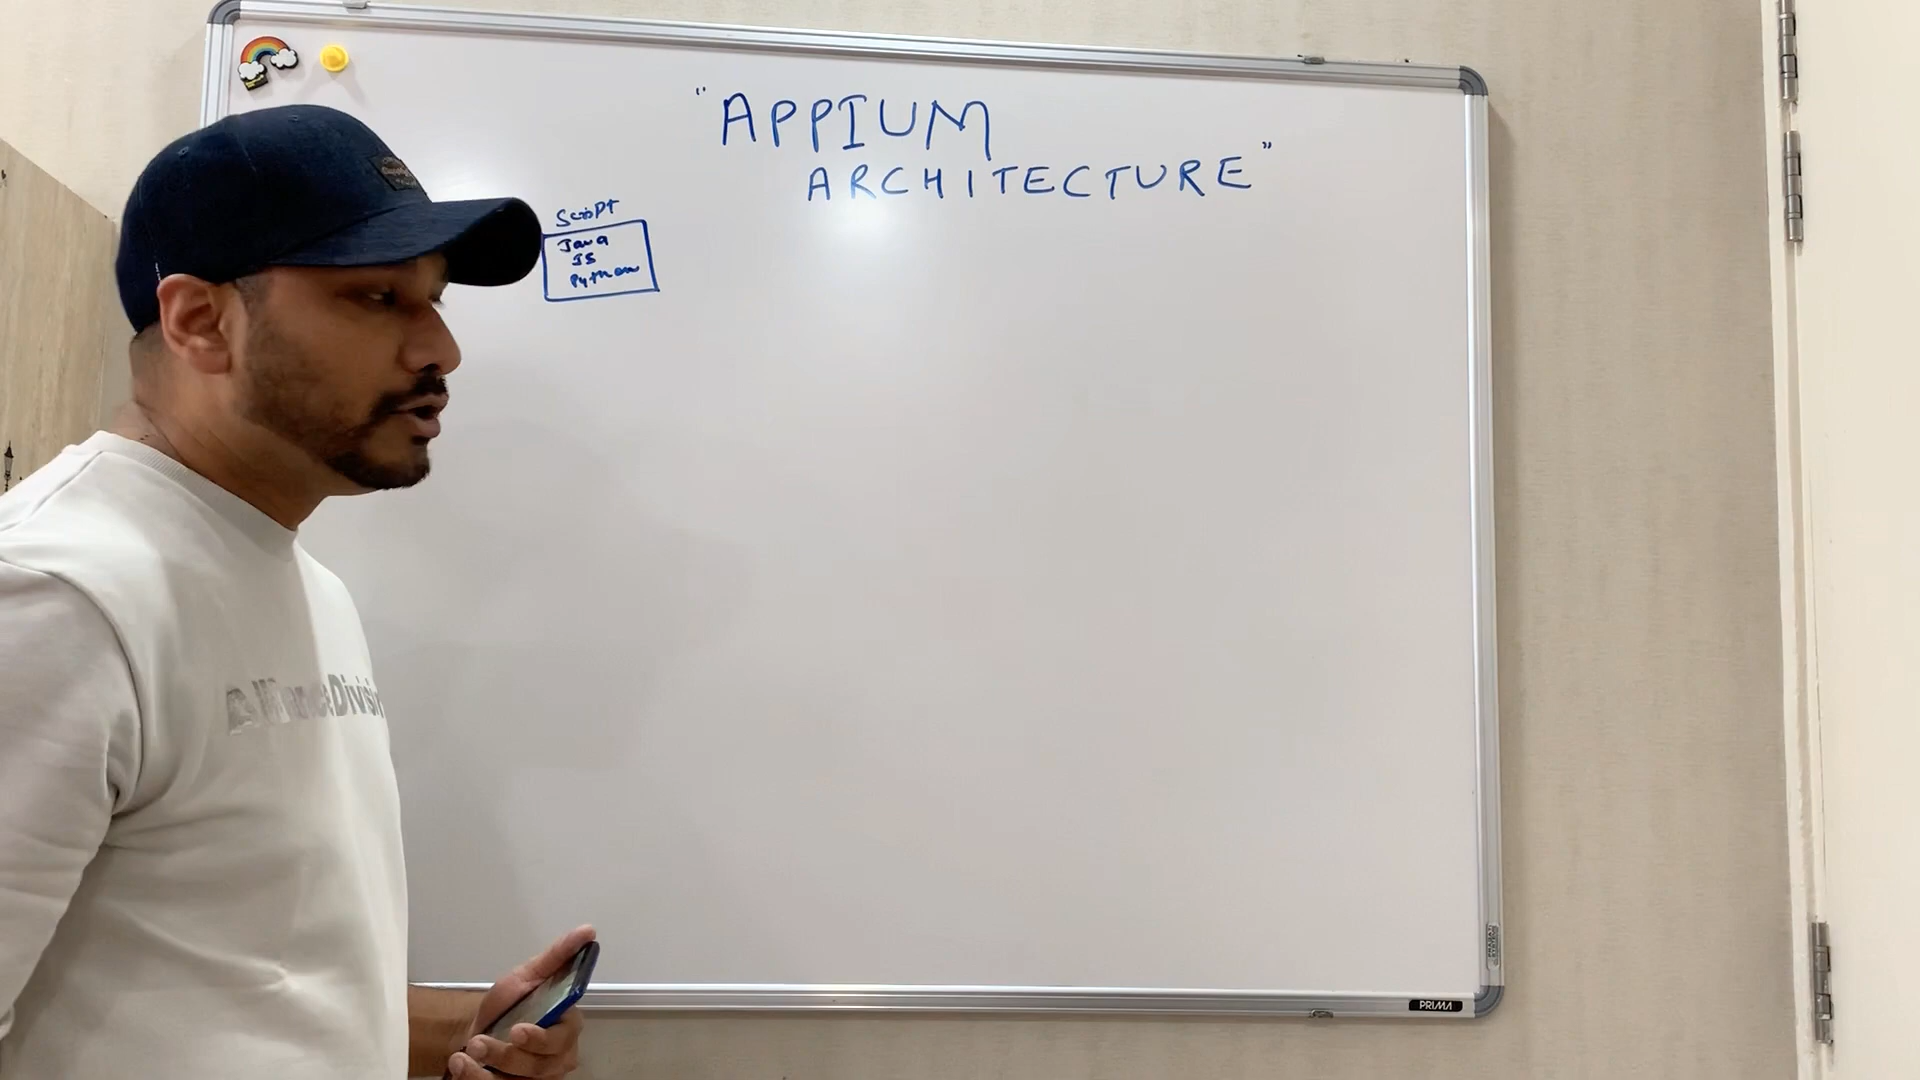 "APPIUM
ARCHITECTURE"
Script
Java
JS
Python
PRIMA